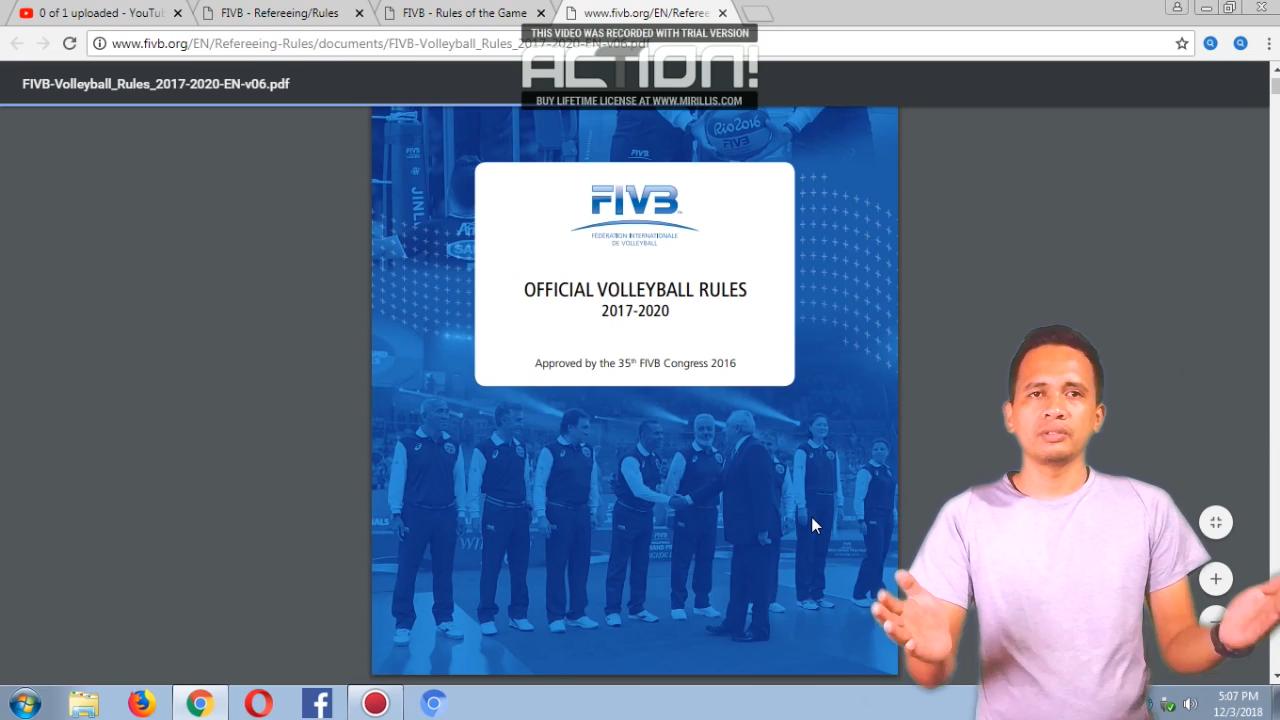 0 of 1 uploaded - YouTub
FIVB - Refereeing/Rules
FIVB - Rules of the Game
www.fivb.org/EN/Referee
THIS VIDEO WAS RECORDED WITH TRIAL VERSION
ACTION!
BUY LIFETIME LICENSE AT WWW.MIRILLIS.COM
www.fivb.org/EN/Refereeing-Rules/documents/FIVB-Volleyball_Rules_2017-2020-EN-v06.pdf
FIVB-Volleyball_Rules_2017-2020-EN-v06.pdf
Rio2016
FIVB
FIVB
FIVB
JINL
FIVB
FÉDÉRATION INTERNATIONALE
DE VOLLEYBALL
OFFICIAL VOLLEYBALL RULES
2017-2020
Approved by the 35th FIVB Congress 2016
5:07 PM
12/3/2018